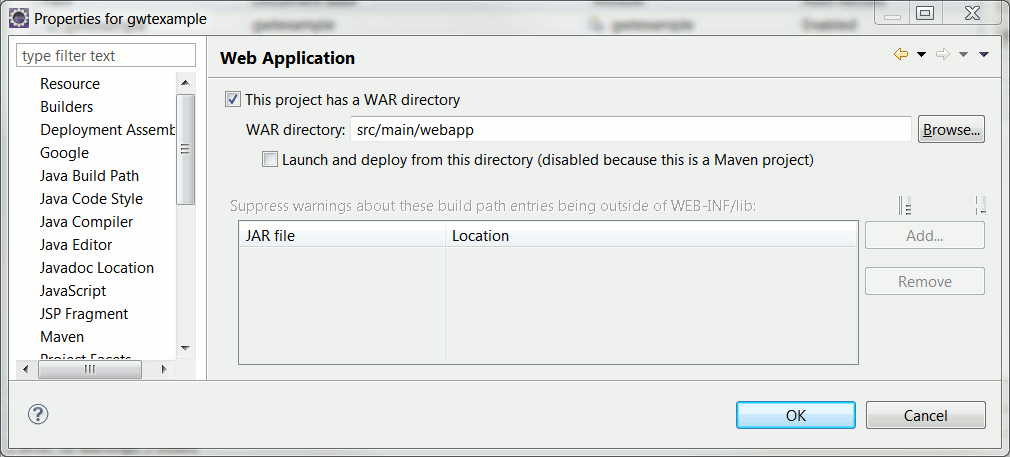 Properties for gwtexample
type filter text
Web Application
Resource
Builders
Deployment Assemb
Google
Java Build Path
Java Code Style
Java Compiler
Java Editor
Javadoc Location
JavaScript
JSP Fragment
Maven
Project Facets
This project has a WAR directory
WAR directory: src/main/webapp Browse...
Launch and deploy from this directory (disabled because this is a Maven project)
Suppress warnings about these build path entries being outside of WEB-INF/lib:
JAR file Location
Add...
Remove
OK Cancel